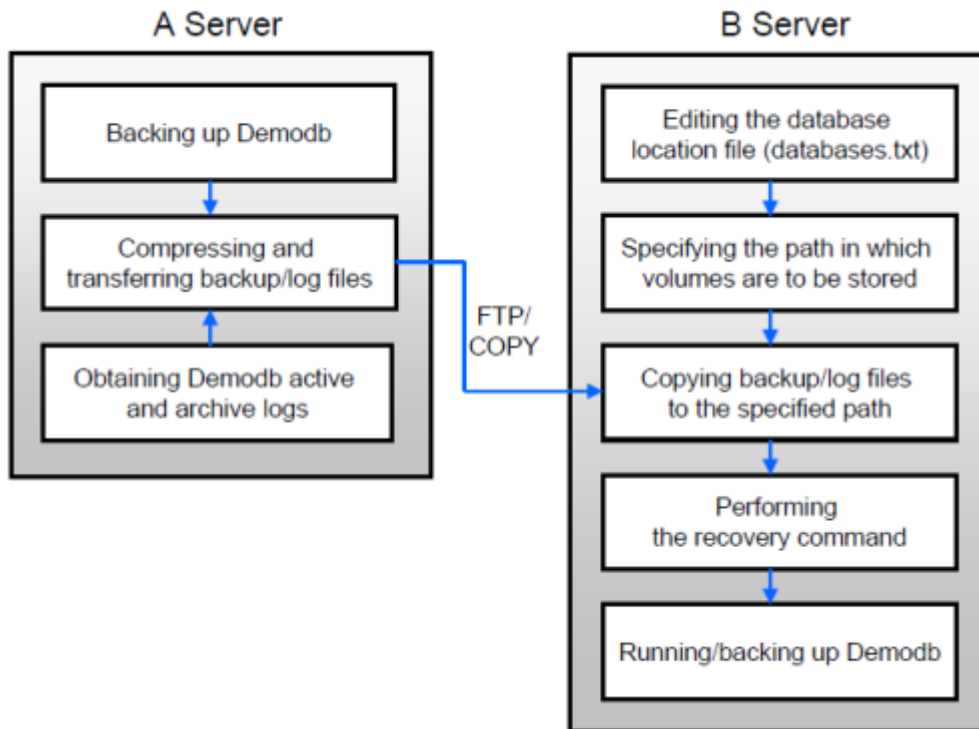 A Server
Backing up Demodb
Compressing and
transferring backup/log files
Obtaining Demodb active
and archive logs
FTP/
COPY
B Server
Editing the database
location file (databases.txt)
Specifying the path in which
volumes are to be stored
Copying backup/log files
to the specified path
Performing
the recovery command
Running/backing up Demodb